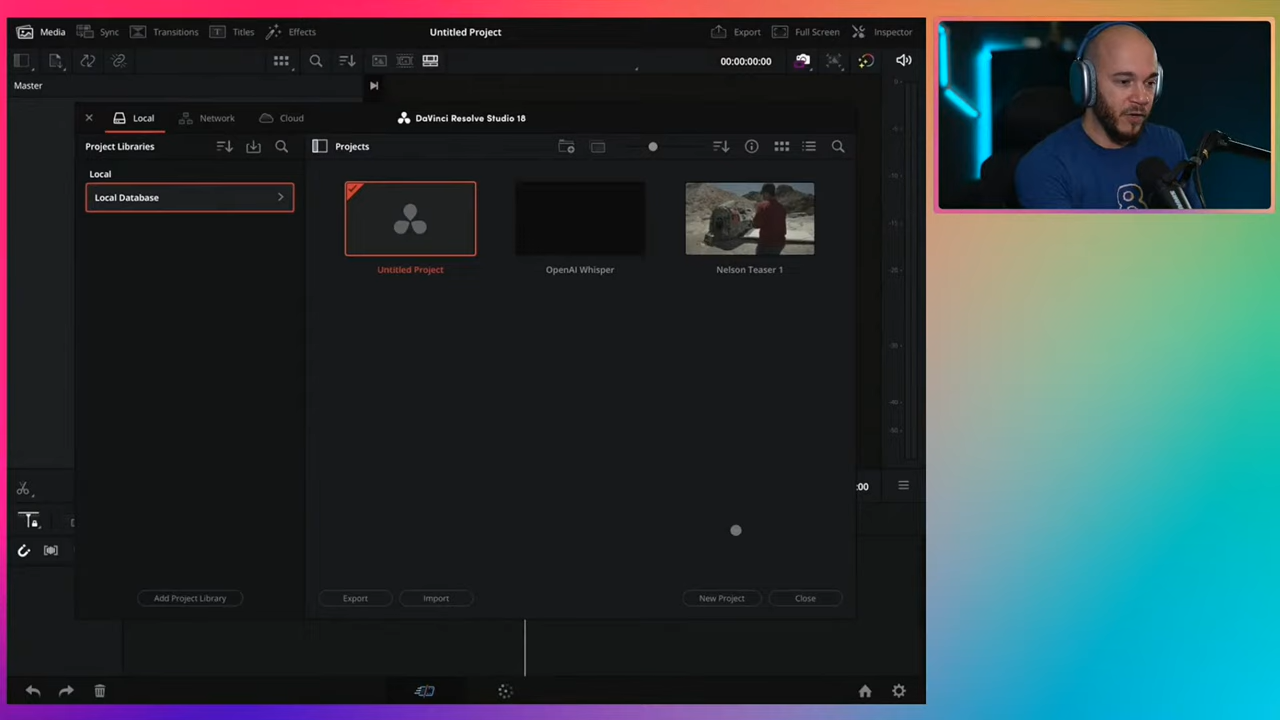 Media Sync Transitions Titles Effects Untitled Project Export Full Screen Inspector
00:00:00:00
Master
Local Network Cloud DaVinci Resolve Studio 18
Project Libraries Projects
Local
Local Database
Untitled Project OpenAI Whisper Nelson Teaser 1
:00
Add Project Library Export Import New Project Close